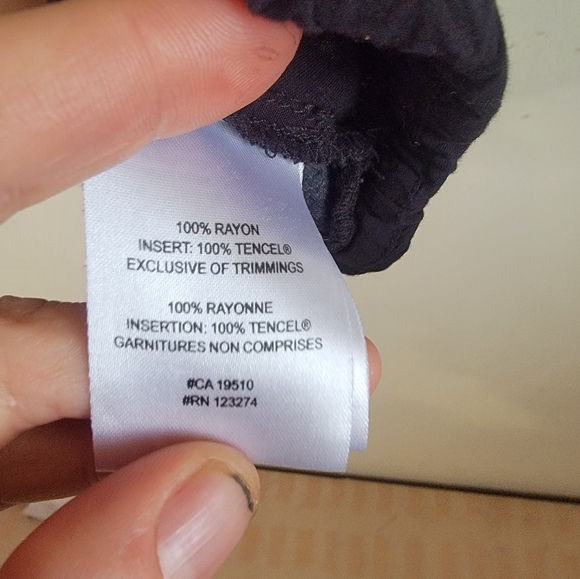 100% RAYON
INSERT: 100% TENCEL®
EXCLUSIVE OF TRIMMINGS
100% RAYONNE
INSERTION: 100% TENCEL®
GARNITURES NON COMPRISES
#CA 19510
#RN 123274